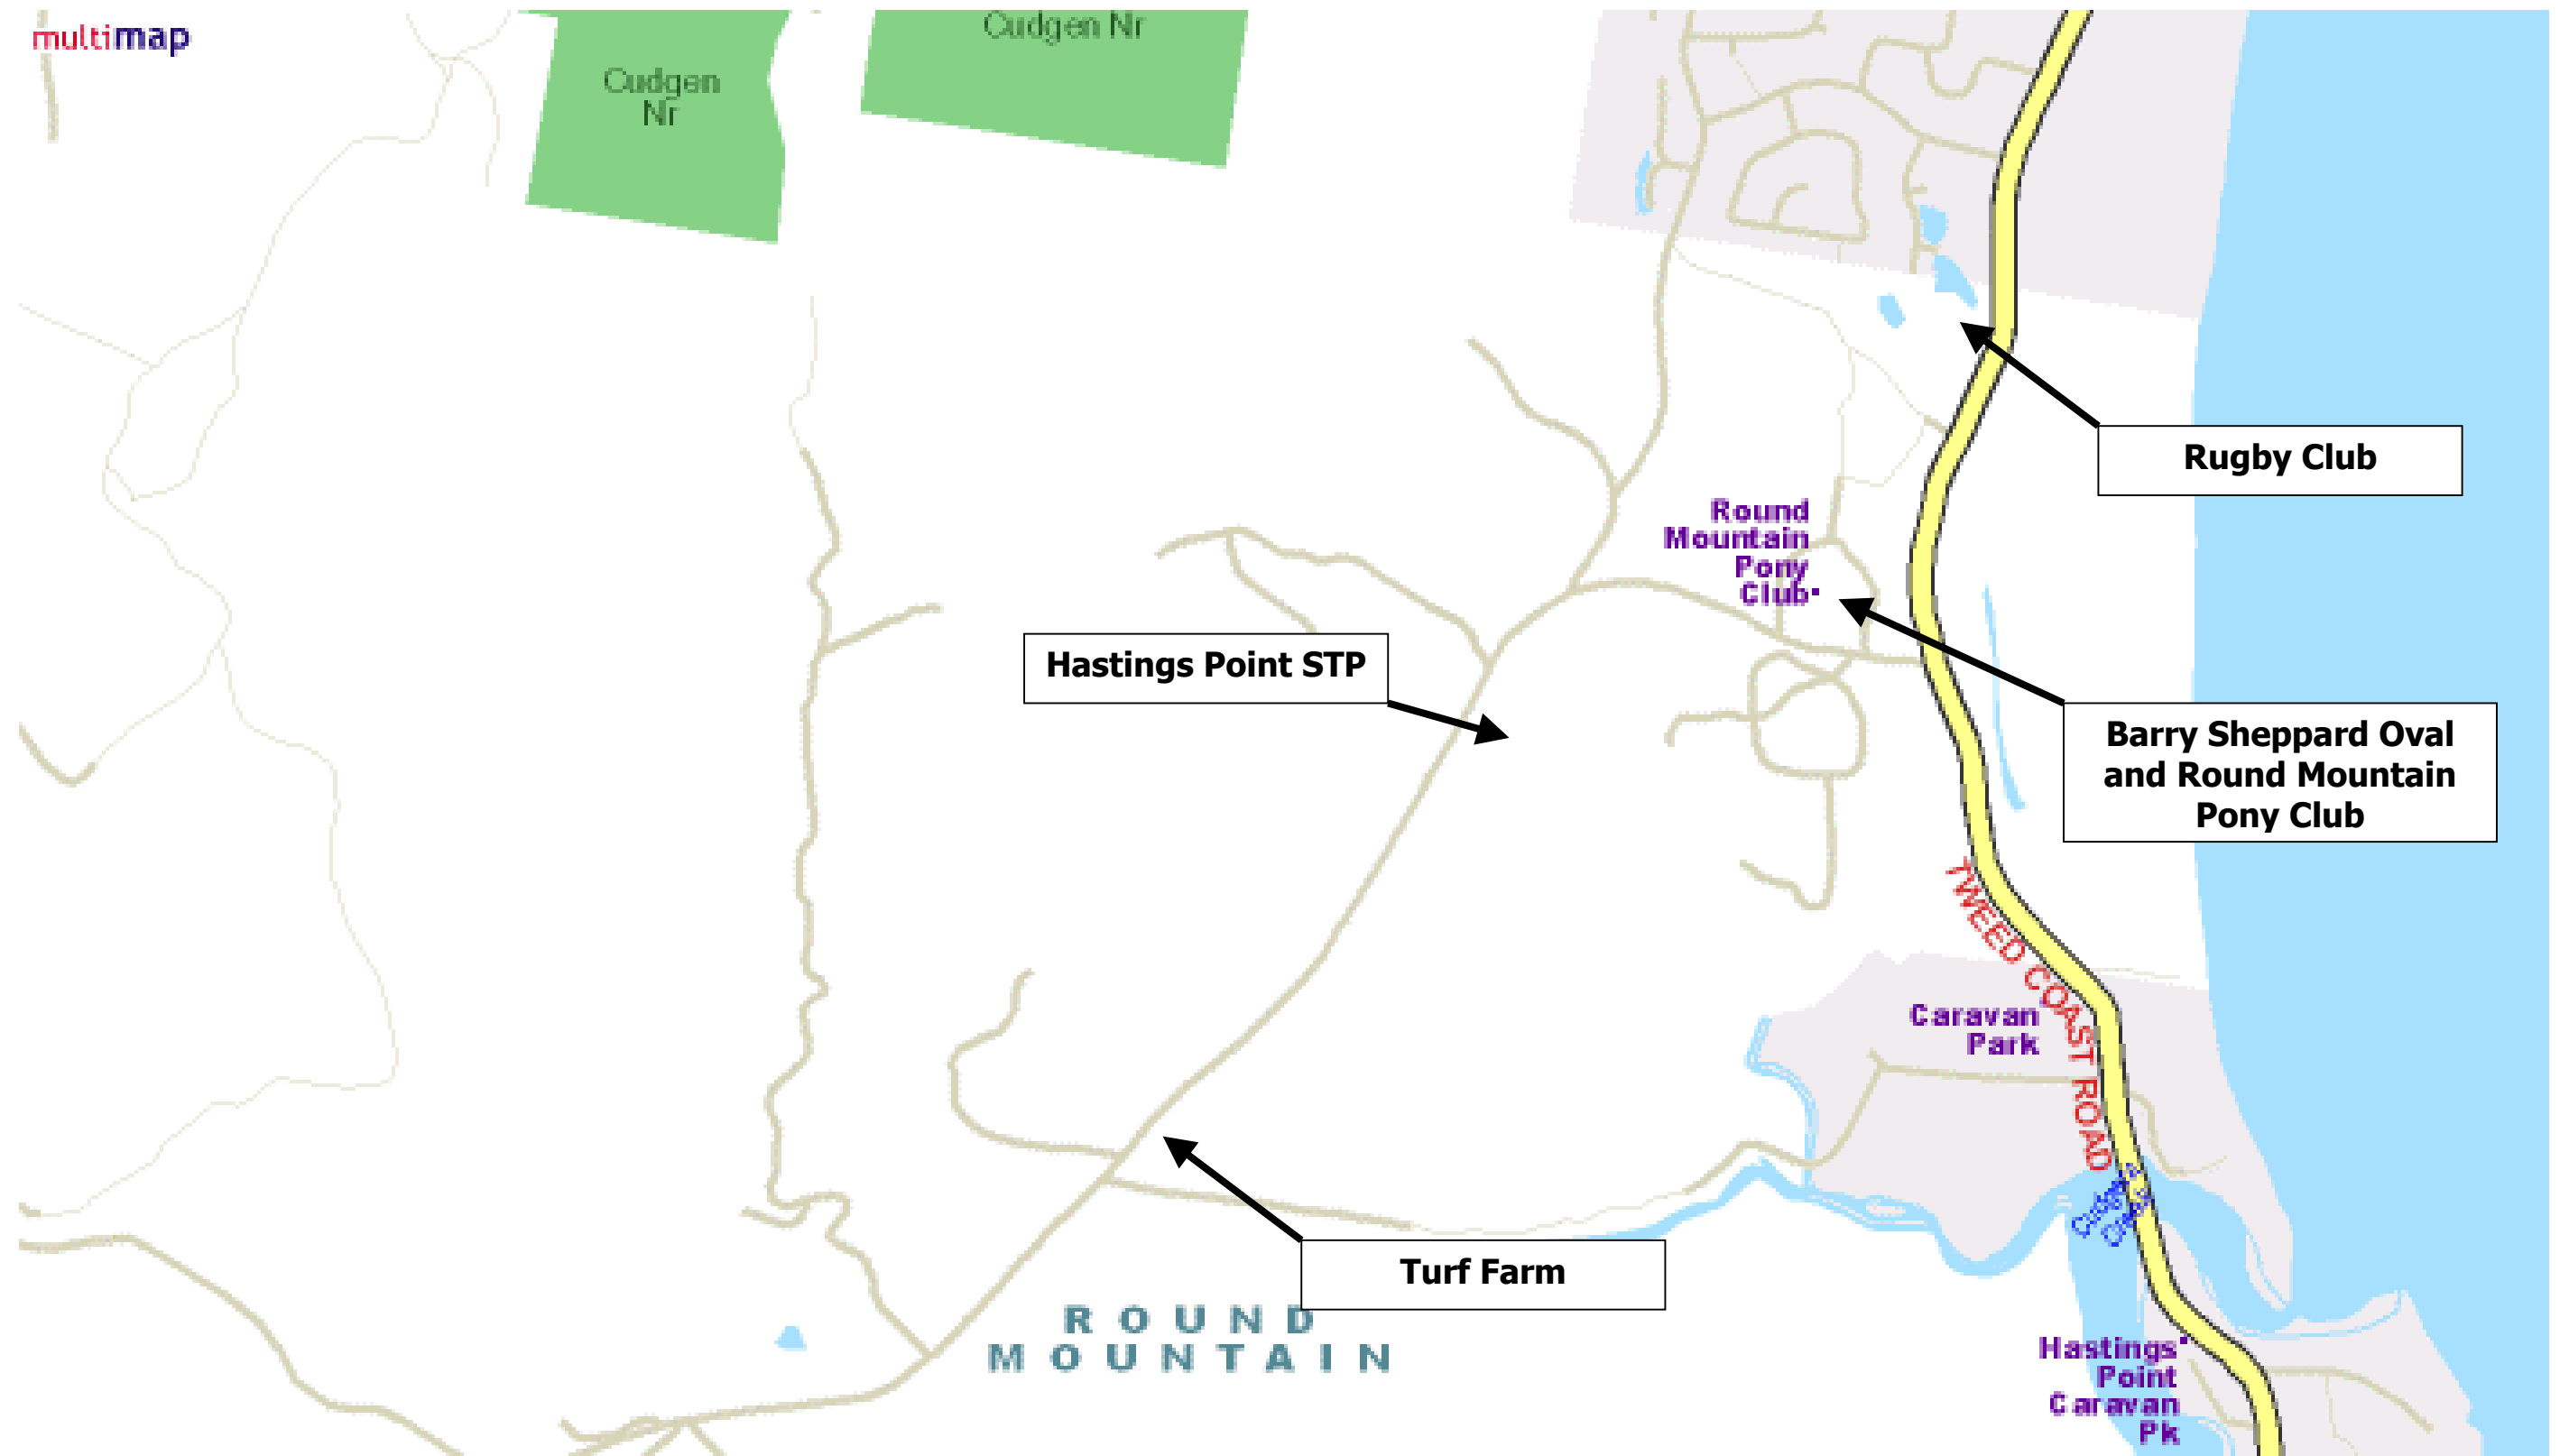 multimap
Cudgen Nr
Cudgen
Nr
Rugby Club
Round
Mountain
Pony
Club
Hastings Point STP
Barry Sheppard Oval
and Round Mountain
Pony Club
TWEED COAST ROAD
Caravan
Park
Turf Farm
ROUND
MOUNTAIN
Hastings
Point
Caravan
Pk